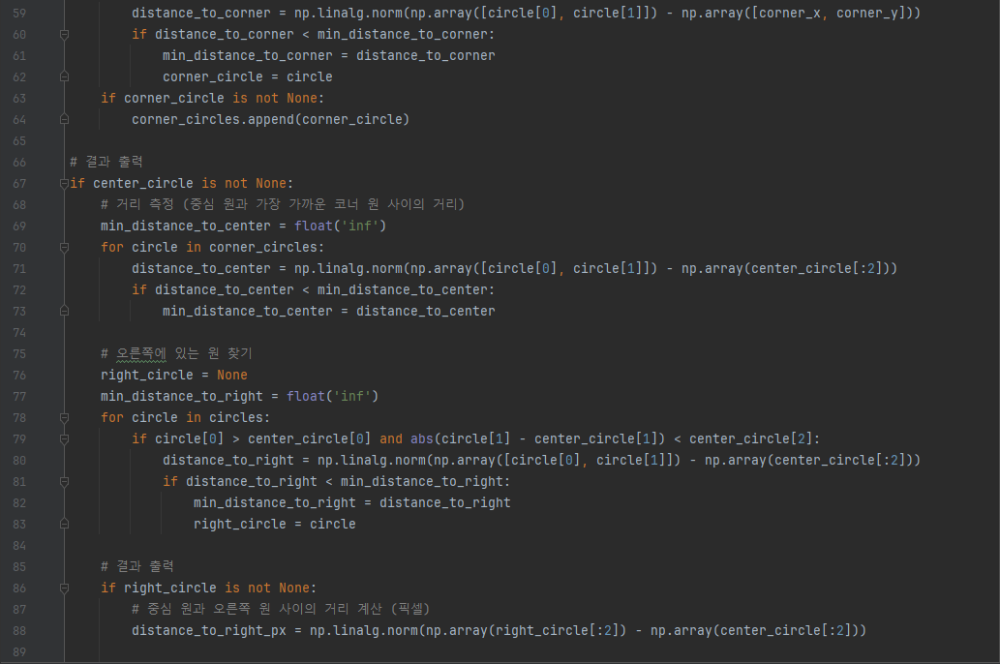 59 distance_to_corner = np.linalg.norm(np.array([circle[0], circle[1]]) - np.array([corner_x, corner_y]))
60 if distance_to_corner < min_distance_to_corner:
61 min_distance_to_corner = distance_to_corner
62 corner_circle = circle
63 if corner_circle is not None:
64 corner_circles.append(corner_circle)
65
66 # 결과 출력
67 if center_circle is not None:
68 # 거리 측정 (중심 원과 가장 가까운 코너 원 사이의 거리)
69 min_distance_to_center = float('inf')
70 for circle in corner_circles:
71 distance_to_center = np.linalg.norm(np.array([circle[0], circle[1]]) - np.array(center_circle[:2]))
72 if distance_to_center < min_distance_to_center:
73 min_distance_to_center = distance_to_center
74
75 # 오른쪽에 있는 원 찾기
76 right_circle = None
77 min_distance_to_right = float('inf')
78 for circle in circles:
79 if circle[0] > center_circle[0] and abs(circle[1] - center_circle[1]) < center_circle[2]:
80 distance_to_right = np.linalg.norm(np.array([circle[0], circle[1]]) - np.array(center_circle[:2]))
81 if distance_to_right < min_distance_to_right:
82 min_distance_to_right = distance_to_right
83 right_circle = circle
84
85 # 결과 출력
86 if right_circle is not None:
87 # 중심 원과 오른쪽 원 사이의 거리 계산 (픽셀)
88 distance_to_right_px = np.linalg.norm(np.array(right_circle[:2]) - np.array(center_circle[:2]))
89